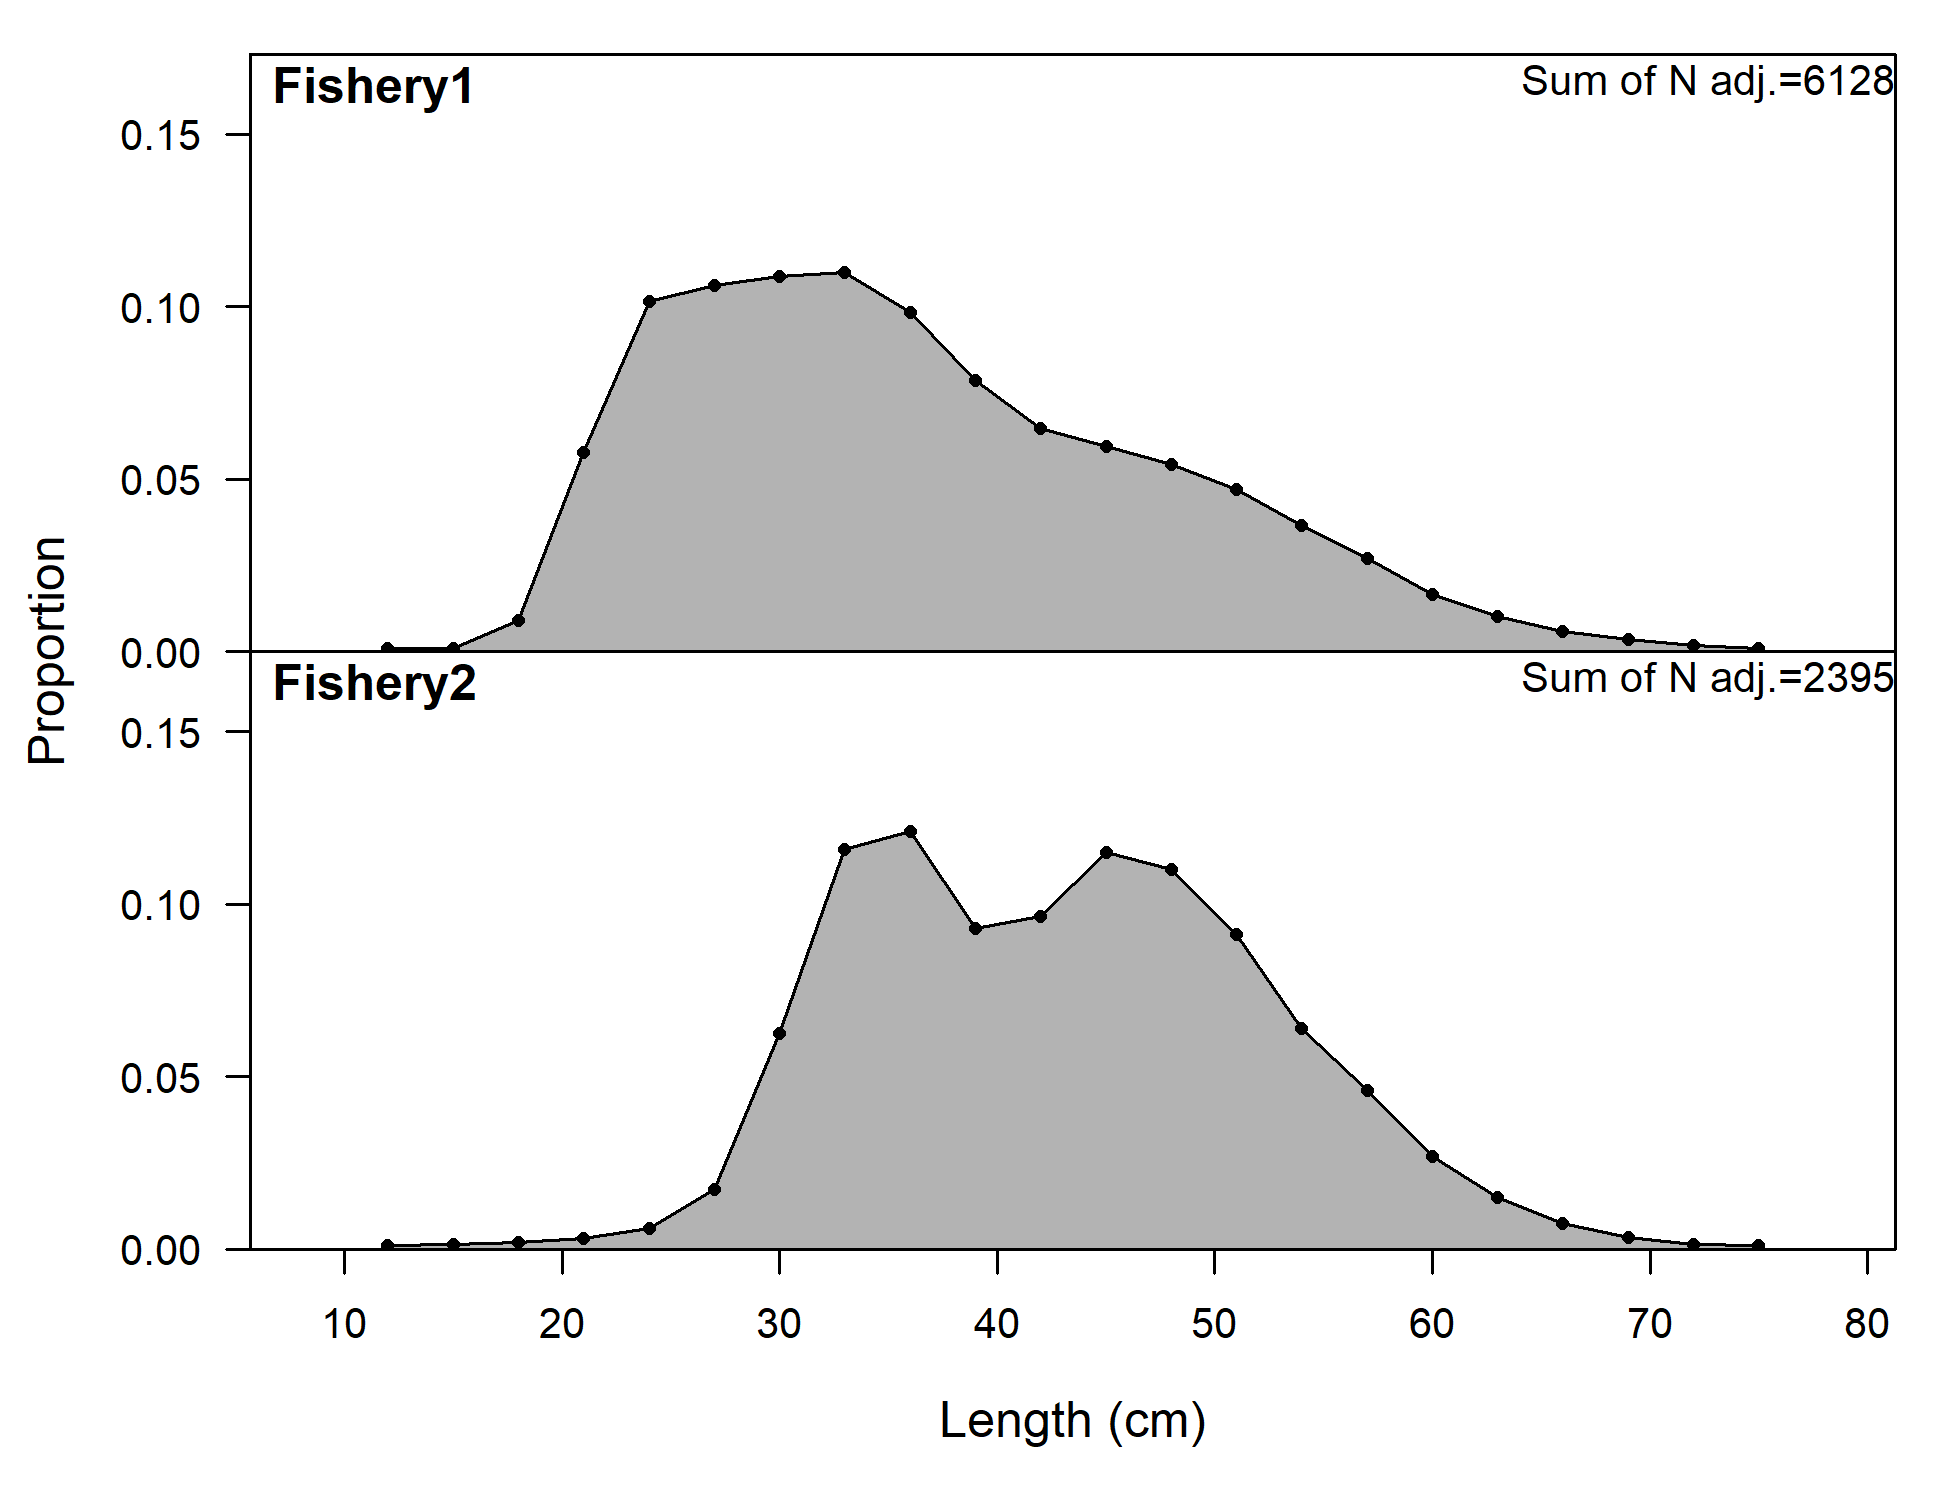 Fishery1
Sum of N adj.=6128
0.15
0.10
0.05
0.00
Fishery2
Sum of N adj.=2395
0.15
0.10
0.05
0.00
Proportion
10 20 30 40 50 60 70 80
Length (cm)